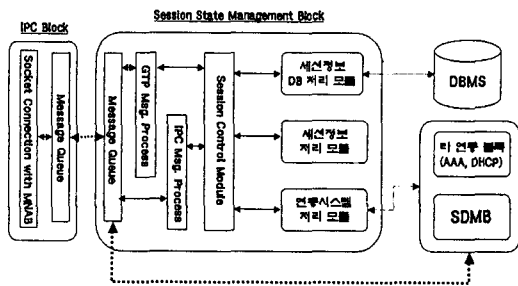 Session State Management Block
IPC Block
Socket Connection with MNAB
Message Queue
Message Queue
GTP Msg. Process
IPC Msg. Process
Session Control Module
세션정보
DB 처리 모듈
세션정보
처리 모듈
연동시스템
처리 모듈
DBMS
타 연동 블록
(AAA, DHCP)
SDMB